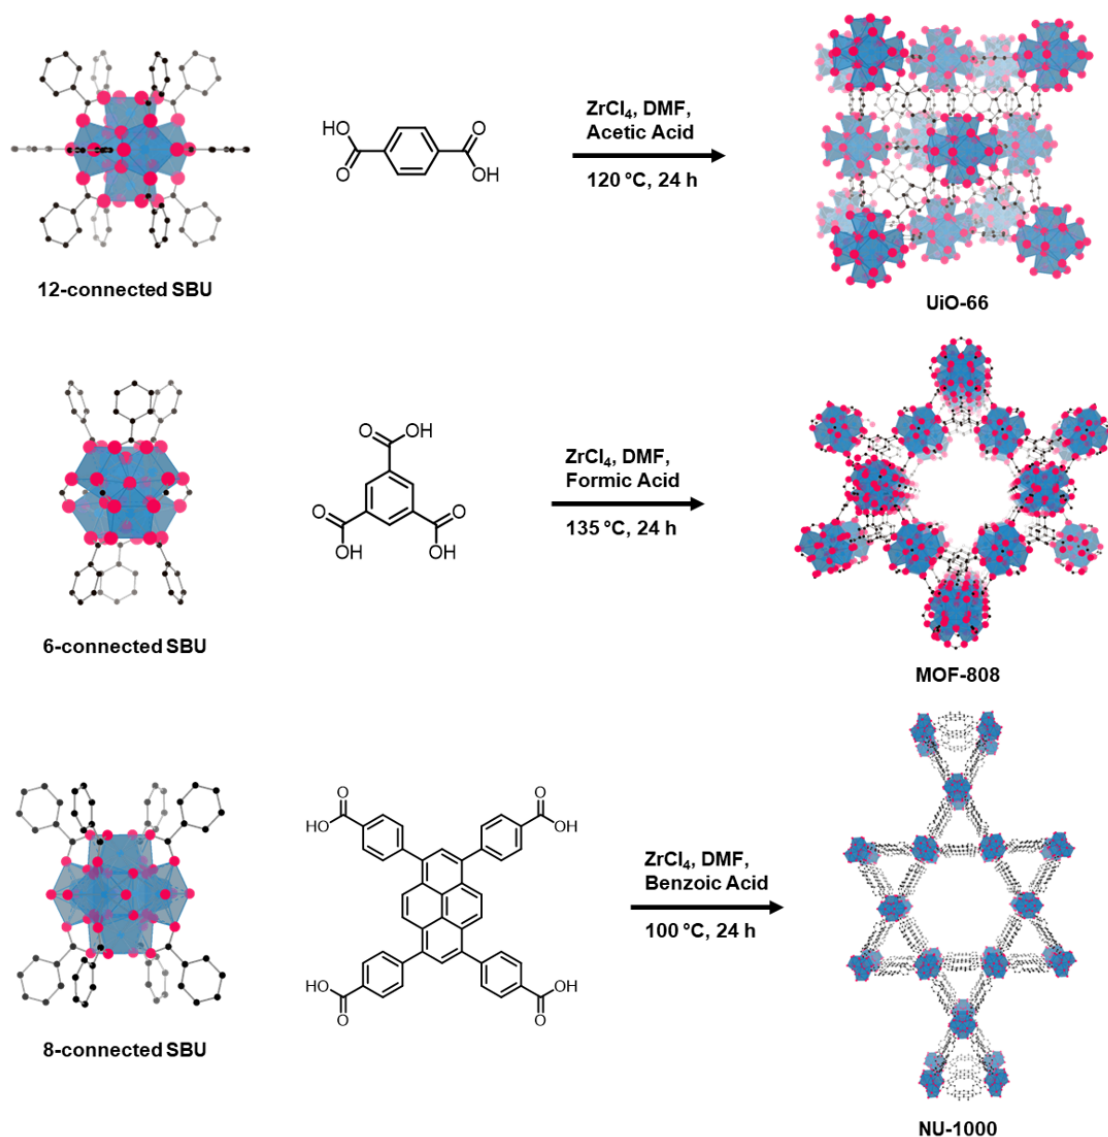 HO
O
O
OH
ZrCl₄, DMF,
Acetic Acid
120 °C, 24 h
12-connected SBU
UiO-66
O
OH
O
OH
O
OH
ZrCl₄, DMF,
Formic Acid
135 °C, 24 h
6-connected SBU
MOF-808
O
HO
O
OH
HO
O
OH
O
ZrCl₄, DMF,
Benzoic Acid
100 °C, 24 h
8-connected SBU
NU-1000